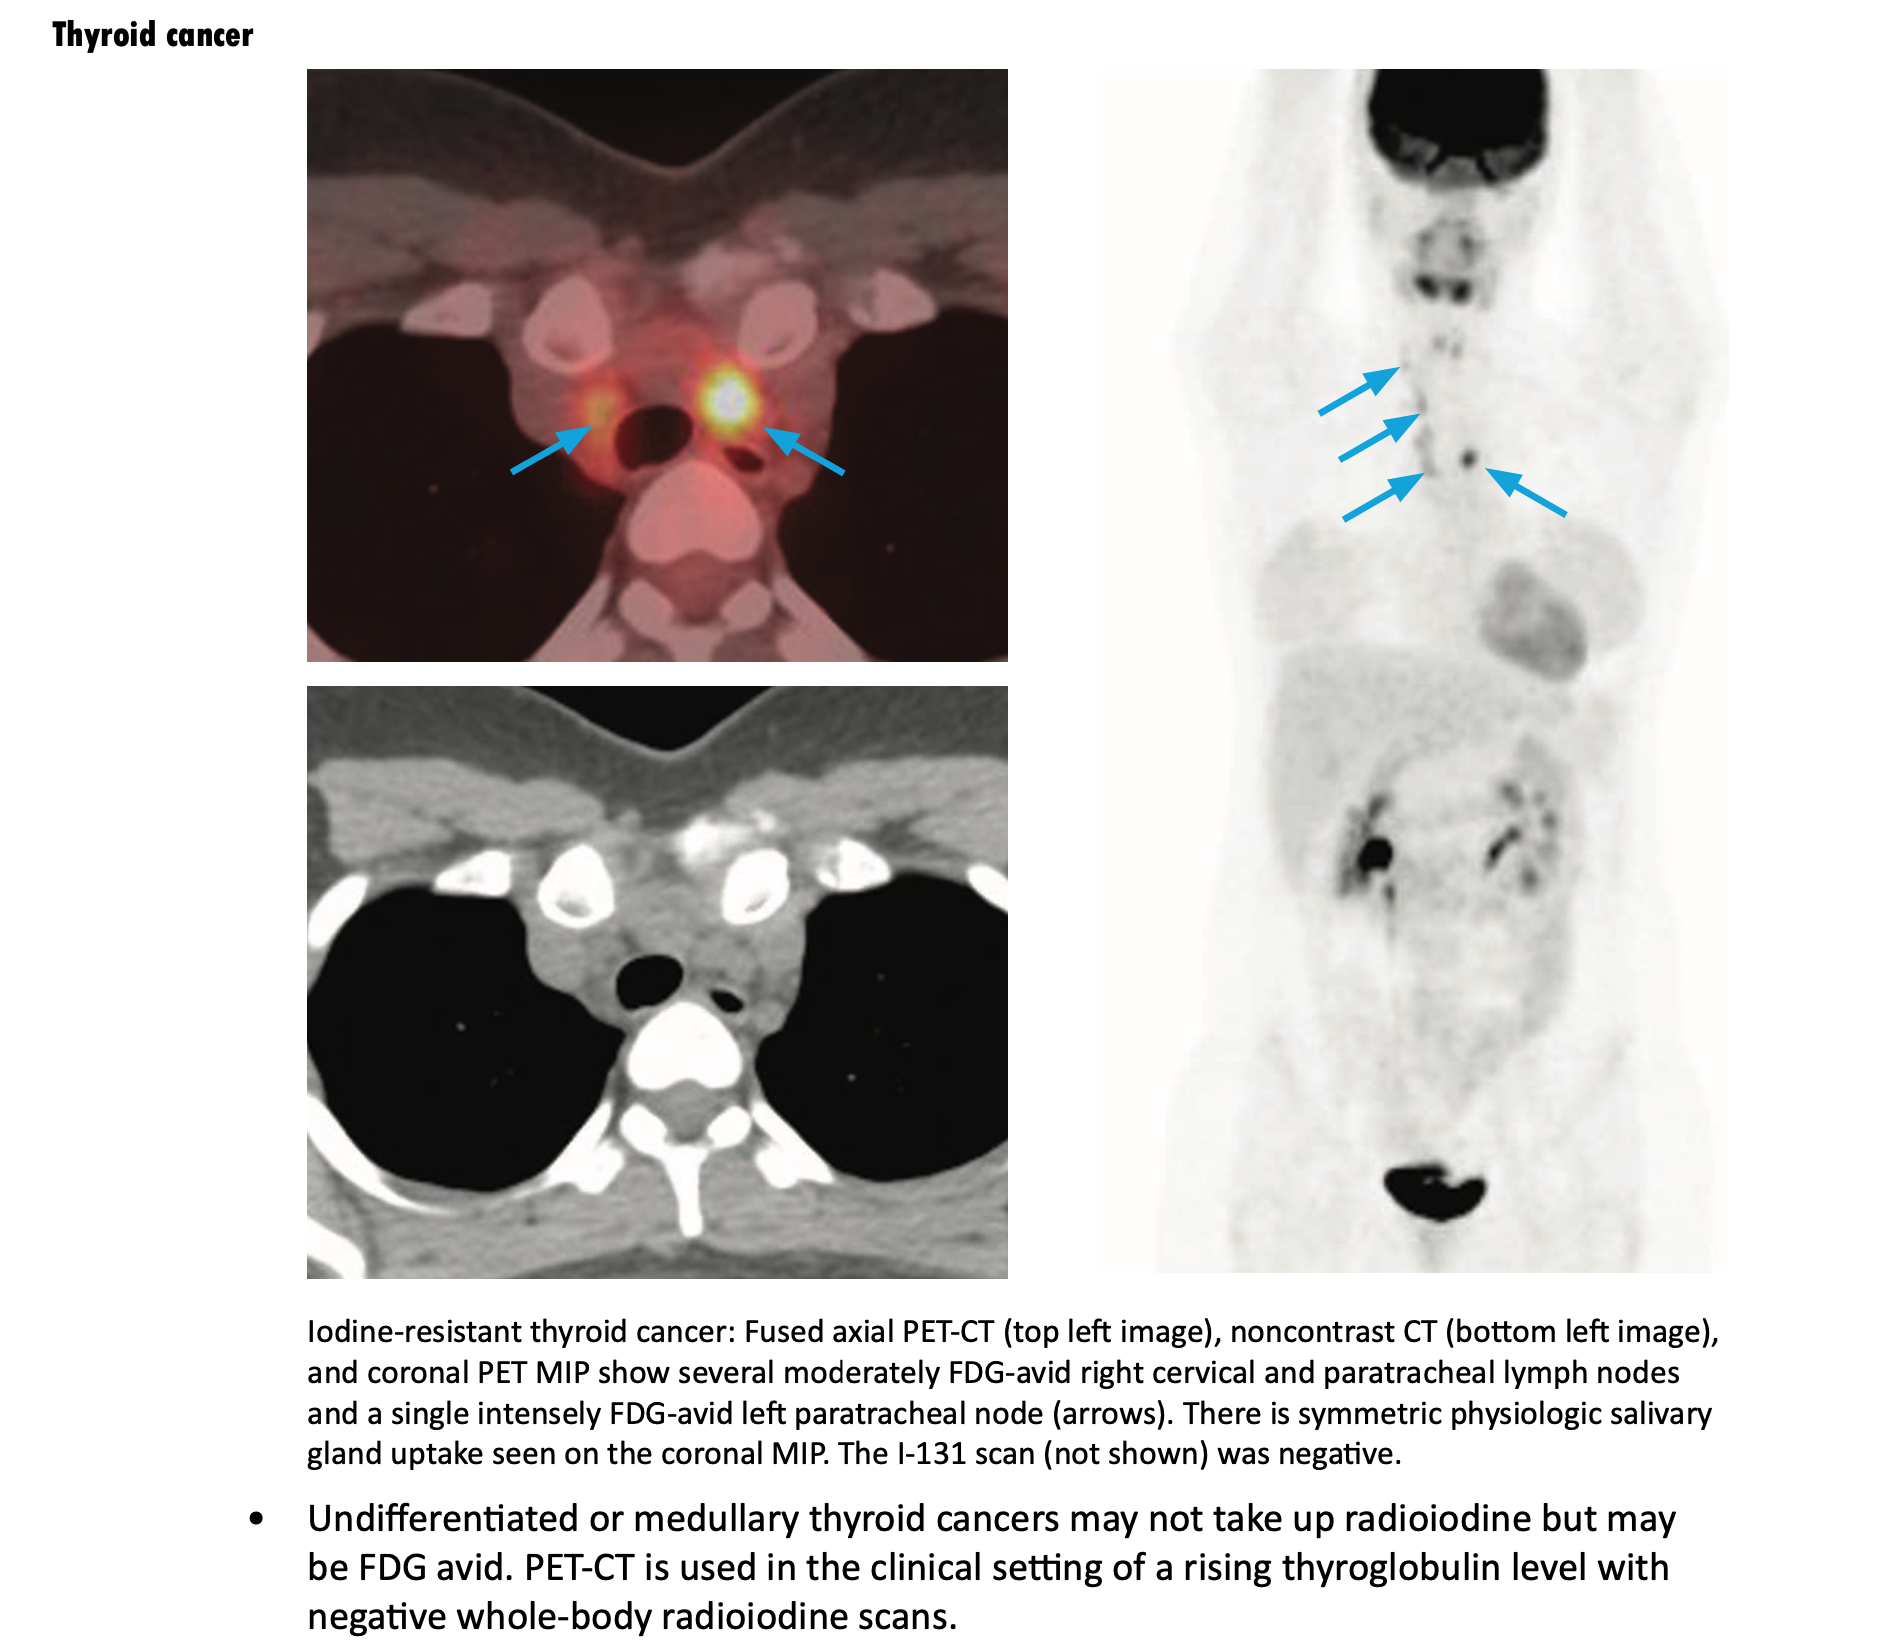 Thyroid cancer
Iodine-resistant thyroid cancer: Fused axial PET-CT (top left image), noncontrast CT (bottom left image),
and coronal PET MIP show several moderately FDG-avid right cervical and paratracheal lymph nodes
and a single intensely FDG-avid left paratracheal node (arrows). There is symmetric physiologic salivary
gland uptake seen on the coronal MIP. The I-131 scan (not shown) was negative.
• Undifferentiated or medullary thyroid cancers may not take up radioiodine but may
be FDG avid. PET-CT is used in the clinical setting of a rising thyroglobulin level with
negative whole-body radioiodine scans.